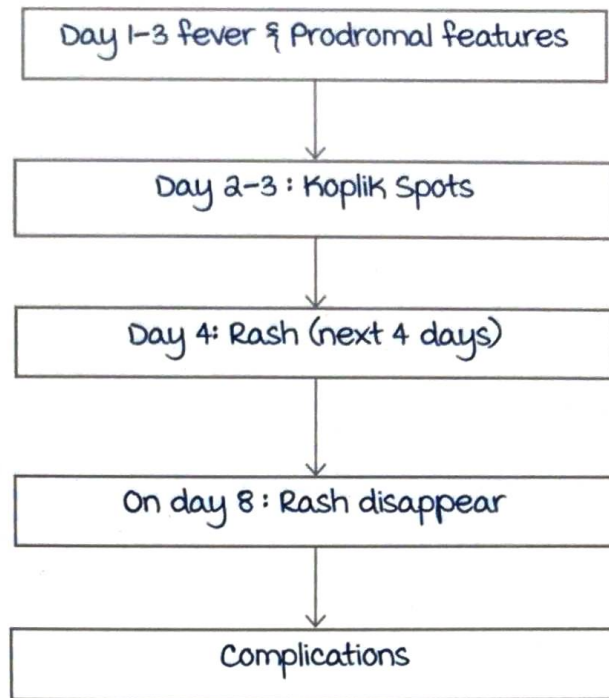 Day 1-3 fever & Prodromal features
Day 2-3 : Koplik Spots
Day 4: Rash (next 4 days)
On day 8 : Rash disappear
Complications